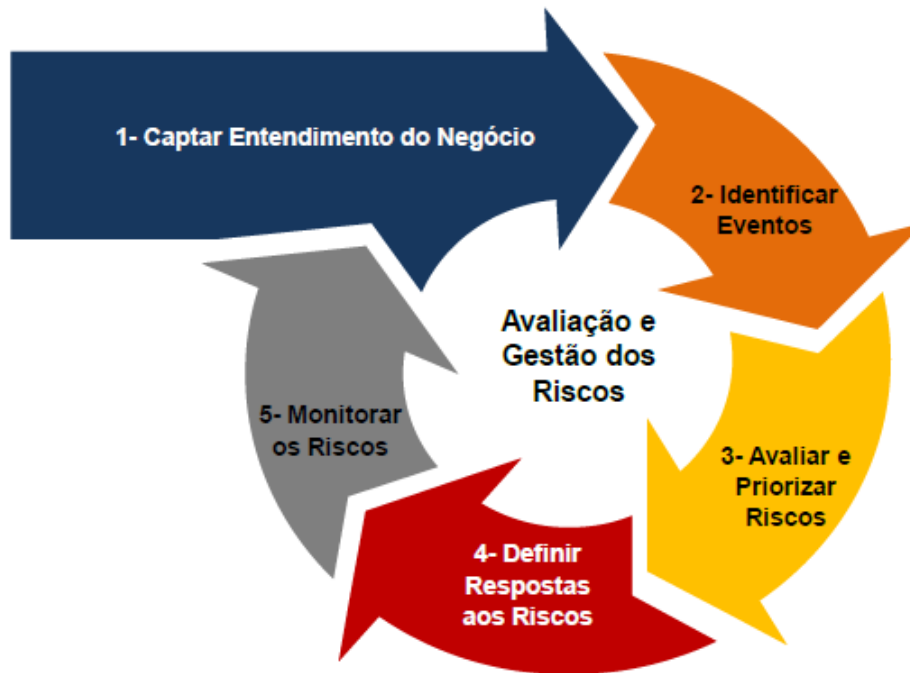 1- Captar Entendimento do Negócio
2- Identificar
Eventos
Avaliação e
Gestão dos
Riscos
3- Avaliar e
Priorizar
Riscos
4- Definir
Respostas
aos Riscos
5- Monitorar
os Riscos